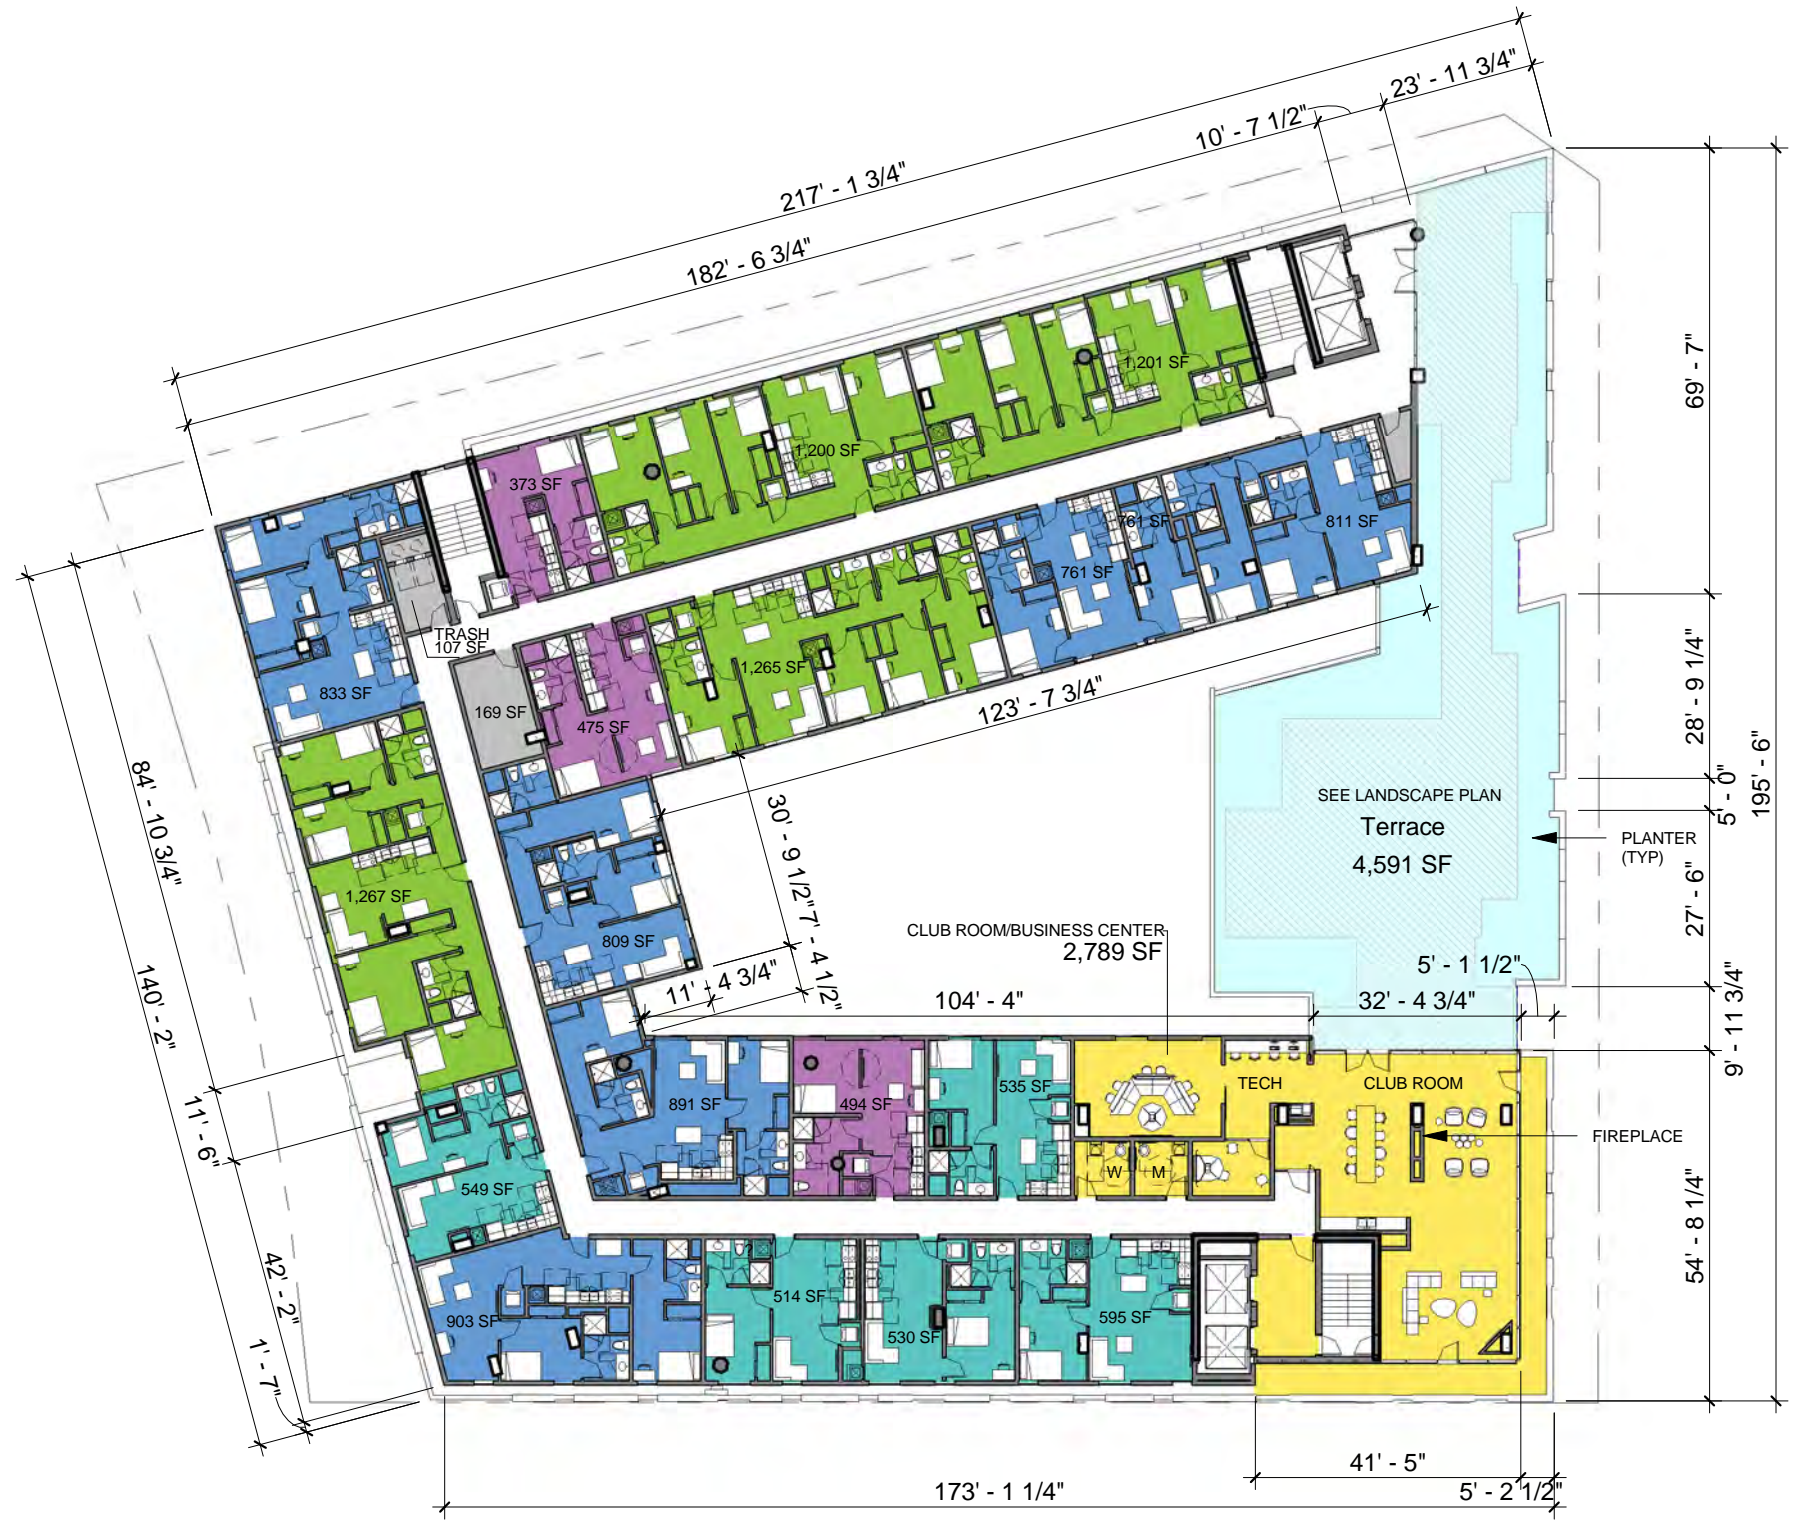 23' - 11 3/4"
10' - 7 1/2"
217' - 1 3/4"
182' - 6 3/4"
69' - 7"
1,201 SF
1,200 SF
373 SF
761 SF
811 SF
761 SF
TRASH
107 SF
1,265 SF
833 SF
169 SF
475 SF
123' - 7 3/4"
28' - 9 1/4"
5' - 0"
195' - 6"
84' - 10 3/4"
30' - 9 1/2"
SEE LANDSCAPE PLAN
Terrace
4,591 SF
PLANTER
(TYP)
1,267 SF
809 SF
7' - 4 1/2"
CLUB ROOM/BUSINESS CENTER
2,789 SF
27' - 6"
140' - 2"
11' - 4 3/4"
104' - 4"
5' - 1 1/2"
32' - 4 3/4"
9' - 11 3/4"
11' - 6"
891 SF
494 SF
535 SF
TECH
CLUB ROOM
FIREPLACE
W
M
549 SF
54' - 8 1/4"
42' - 2"
903 SF
514 SF
530 SF
595 SF
1' - 7"
41' - 5"
173' - 1 1/4"
5' - 2 1/2"